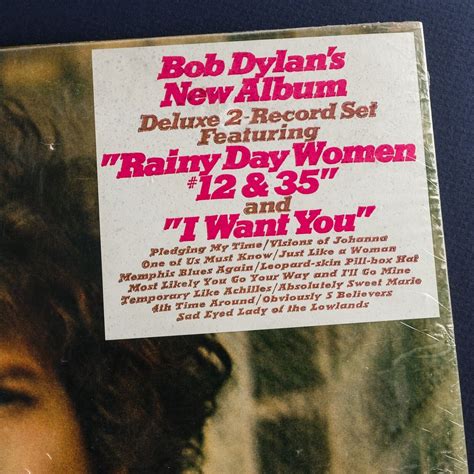 Bob Dylan's
New Album
Deluxe 2-Record Set
Featuring
"Rainy Day Women
#12 & 35"
and
"I Want You"
Pledging My Time/Visions of Johanna
One of Us Must Know/Just Like a Woman
Memphis Blues Again/Leopard-skin Pill-box Hat
Most Likely You Go Your Way and I'll Go Mine
Temporary Like Achilles/Absolutely Sweet Marie
4th Time Around/Obviously 5 Believers
Sad Eyed Lady of the Lowlands